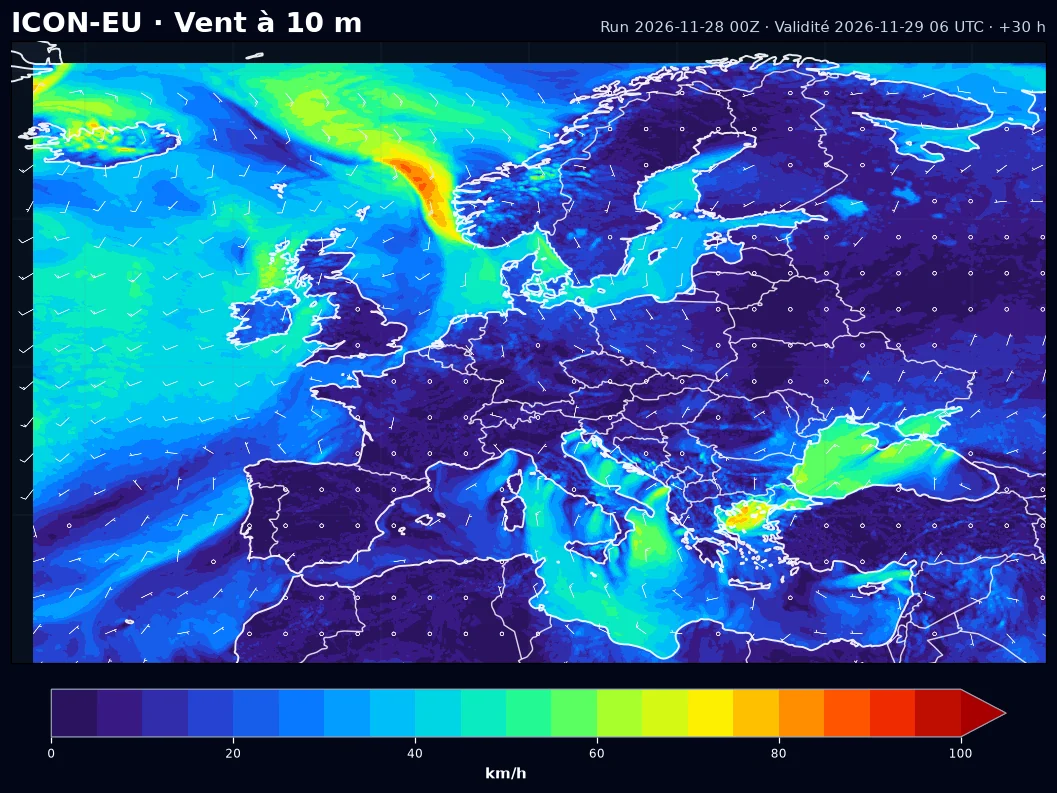 ICON-EU · Vent à 10 m
Run 2026-11-28 00Z · Validité 2026-11-29 06 UTC · +30 h
0 20 40 60 80 100
km/h